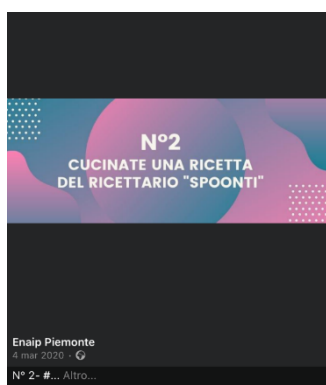 N°2
CUCINATE UNA RICETTA
DEL RICETTARIO "SPOONTI"
Enaip Piemonte
4 mar 2020 ·
N° 2- #... Altro...